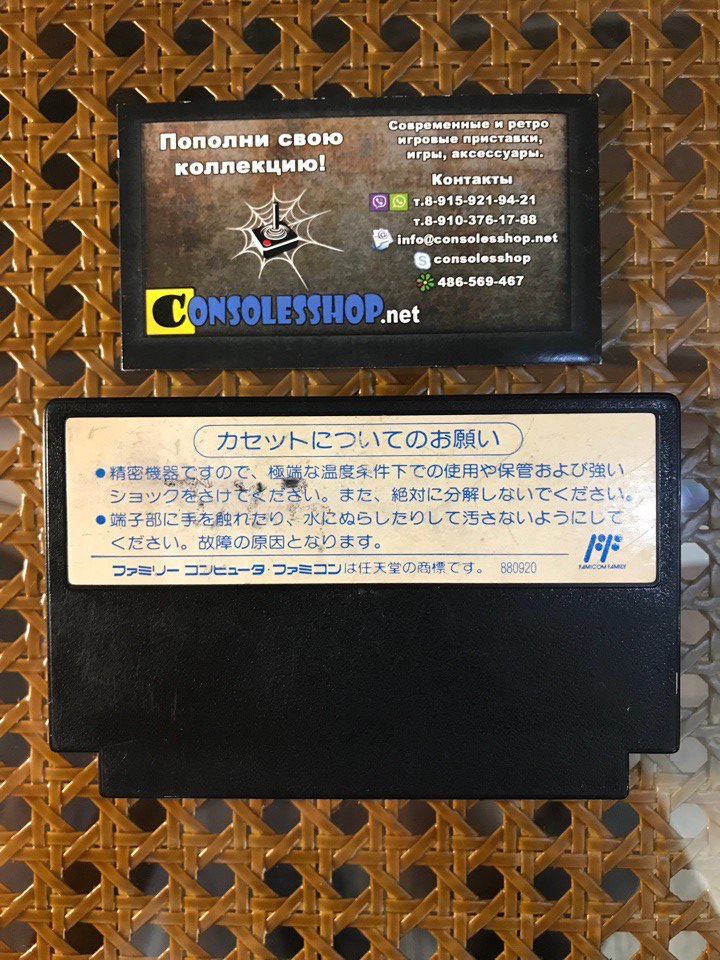 Пополни свою
коллекцию!
Современные и ретро
игровые приставки,
игры, аксессуары.
Контакты
т.8-915-921-94-21
т.8-910-376-17-88
info@consolesshop.net
consolesshop
486-569-467
CONSOLESSHOP.net
カセットについてのお願い
●精密機器ですので、極端な温度条件下での使用や保管および強い
ショックをさけてください。また、絶対に分解しないでください。
●端子部に手を触れたり、水にぬらしたりして汚さないようにして
ください。故障の原因となります。
ファミリーコンピュータ・ファミコンは任天堂の商標です。 880920
FAMICOM FAMILY